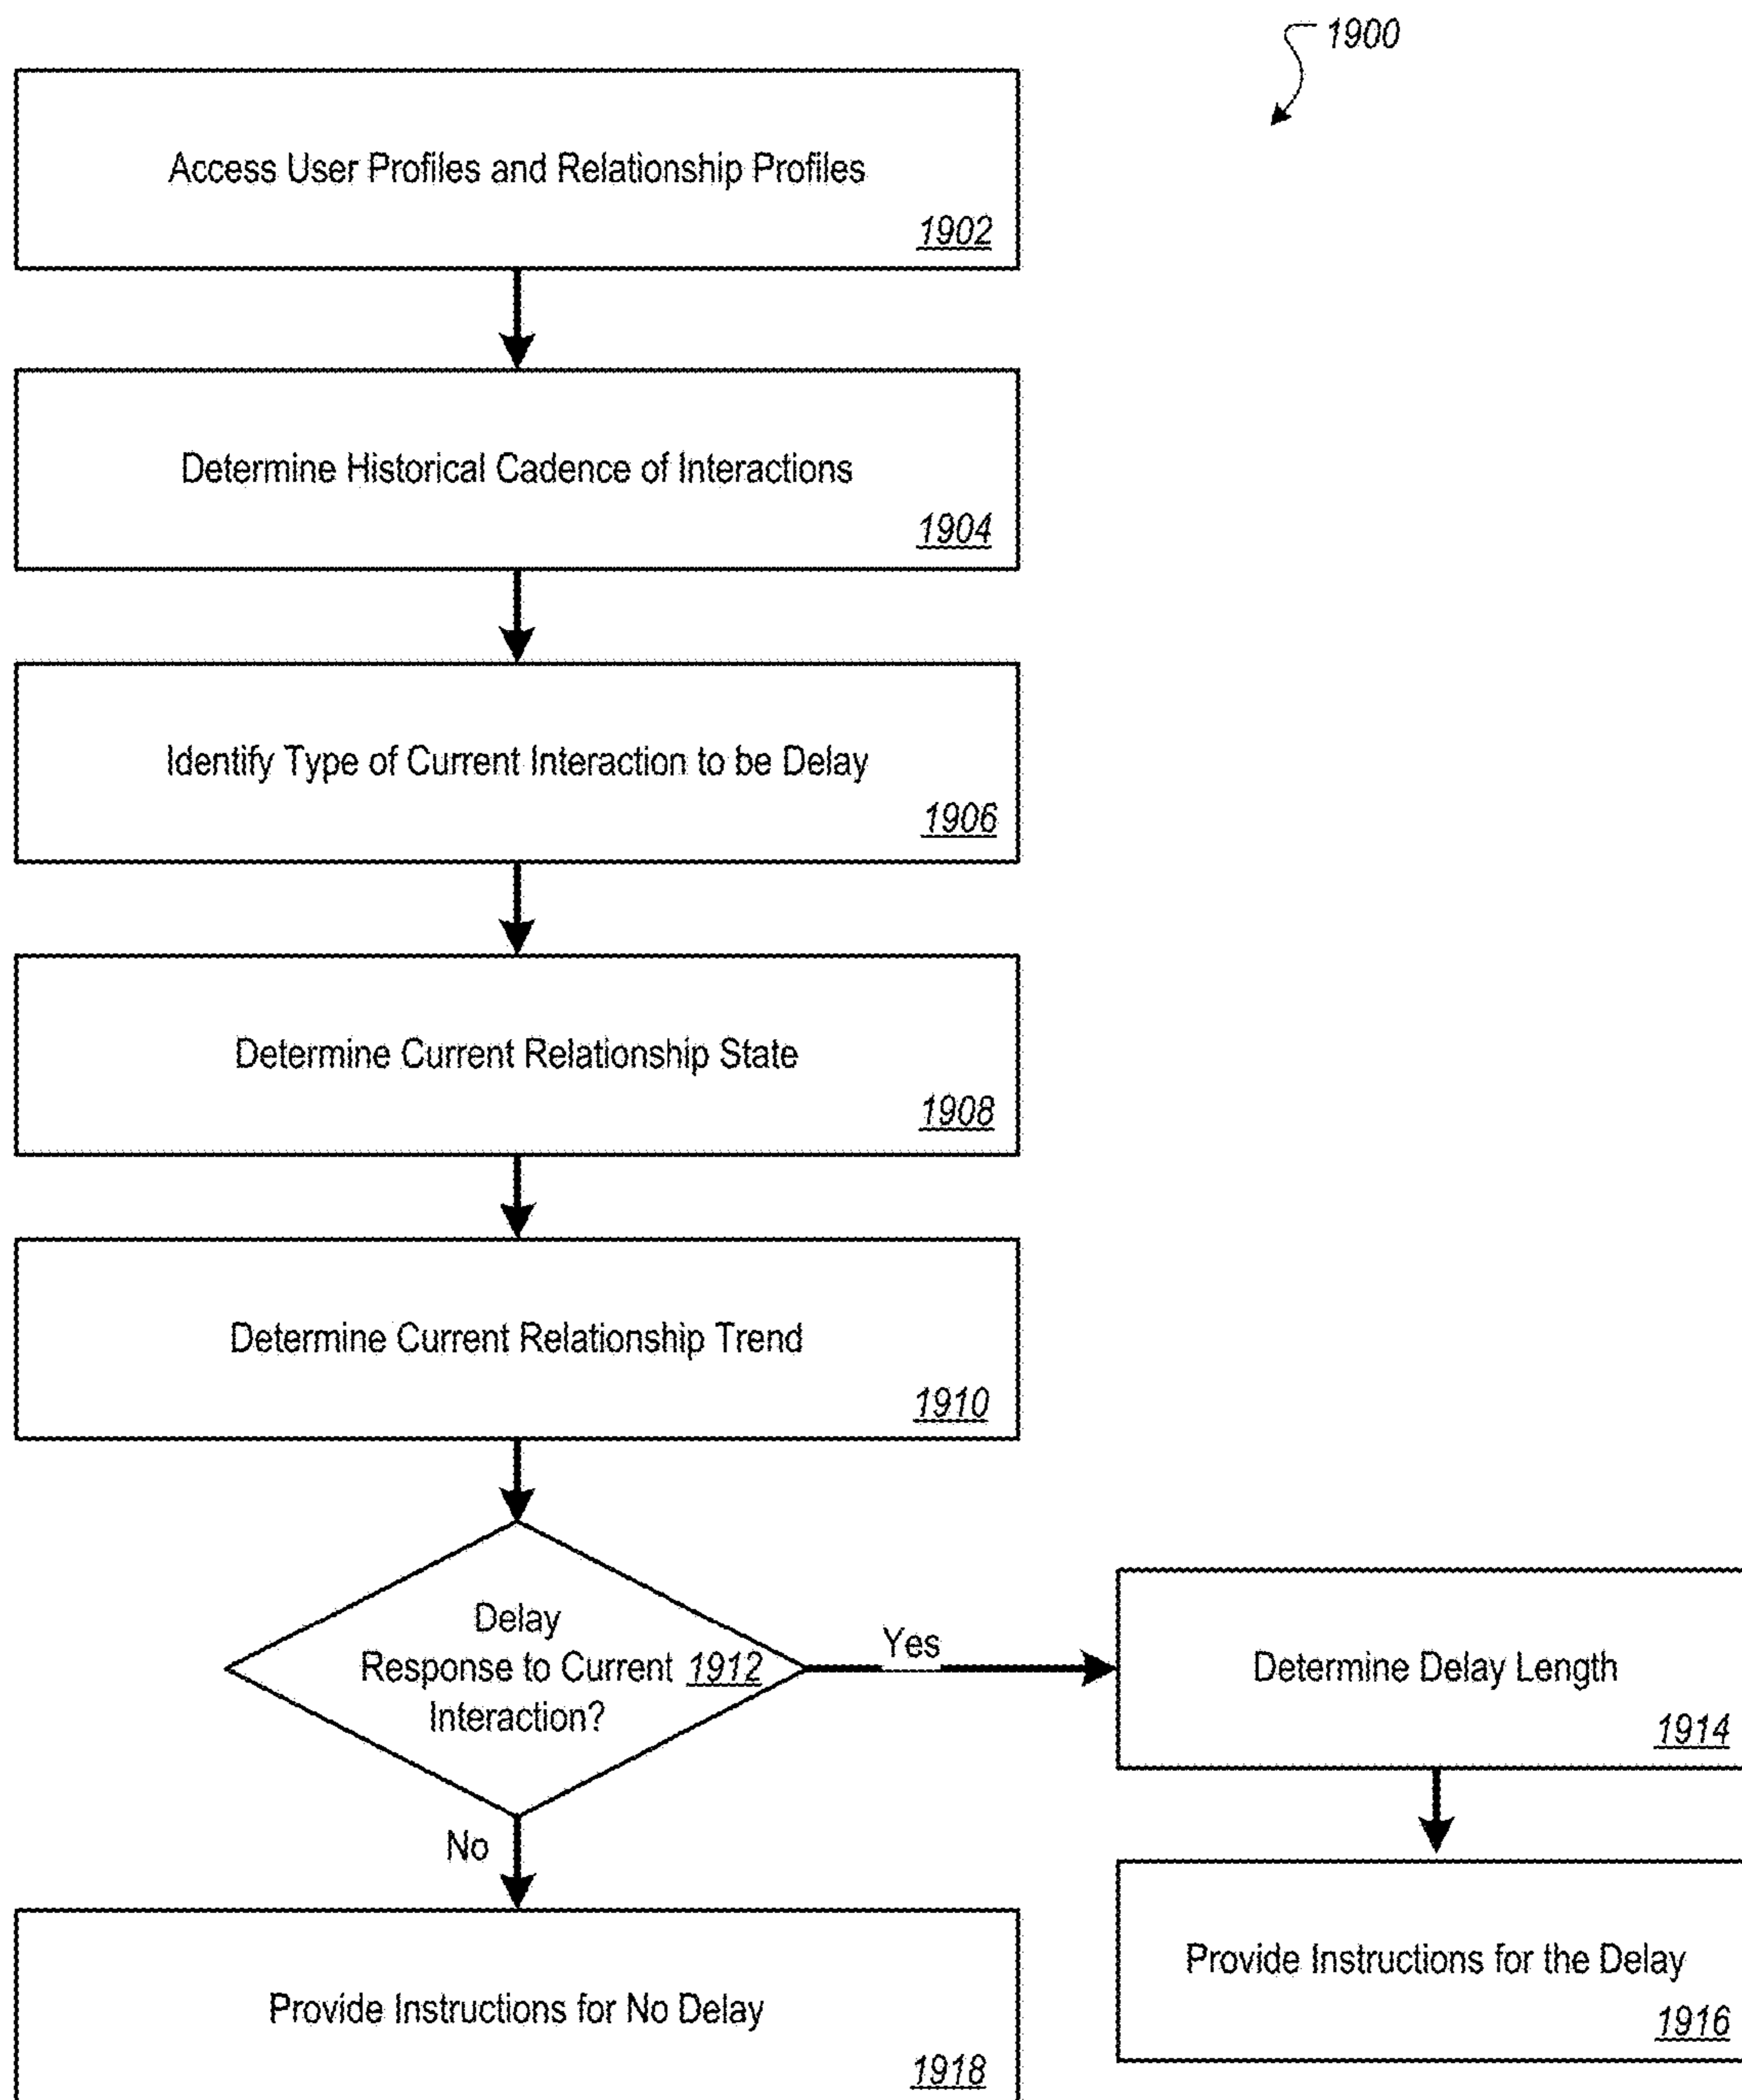 1900
Access User Profiles and Relationship Profiles
1902
Determine Historical Cadence of Interactions
1904
Identify Type of Current Interaction to be Delay
1906
Determine Current Relationship State
1908
Determine Current Relationship Trend
1910
Delay
Response to Current 1912
Interaction?
Yes
Determine Delay Length
1914
No
Provide Instructions for the Delay
1916
Provide Instructions for No Delay
1918